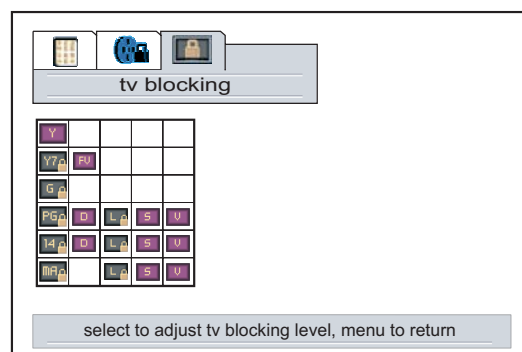 tv blocking
Y
Y7 FV
G
PG D L S V
14 D L S V
MA L S V
select to adjust tv blocking level, menu to return